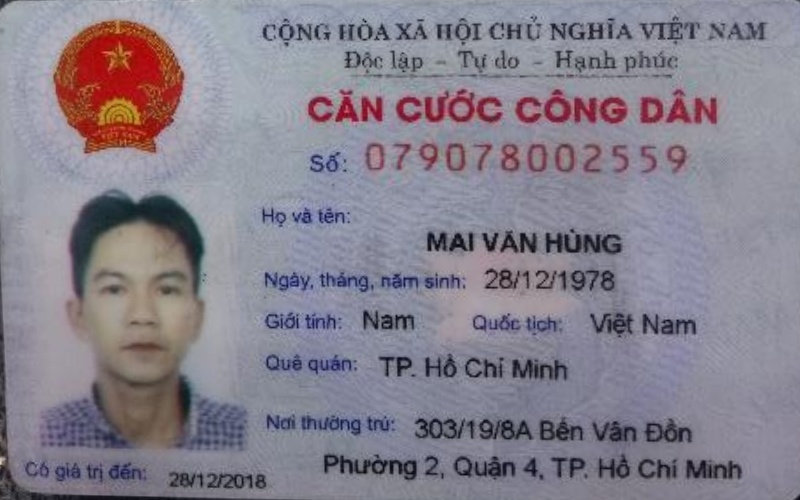 CỘNG HÒA XÃ HỘI CHỦ NGHĨA VIỆT NAM
Độc lập - Tự do - Hạnh phúc
CĂN CƯỚC CÔNG DÂN
Số: 079078002559
Họ và tên:
MAI VĂN HÙNG
Ngày, tháng, năm sinh: 28/12/1978
Giới tính: Nam Quốc tịch: Việt Nam
Quê quán: TP. Hồ Chí Minh
Nơi thường trú: 303/19/8A Bến Vân Đồn
Phường 2, Quận 4, TP. Hồ Chí Minh
Có giá trị đến: 28/12/2018